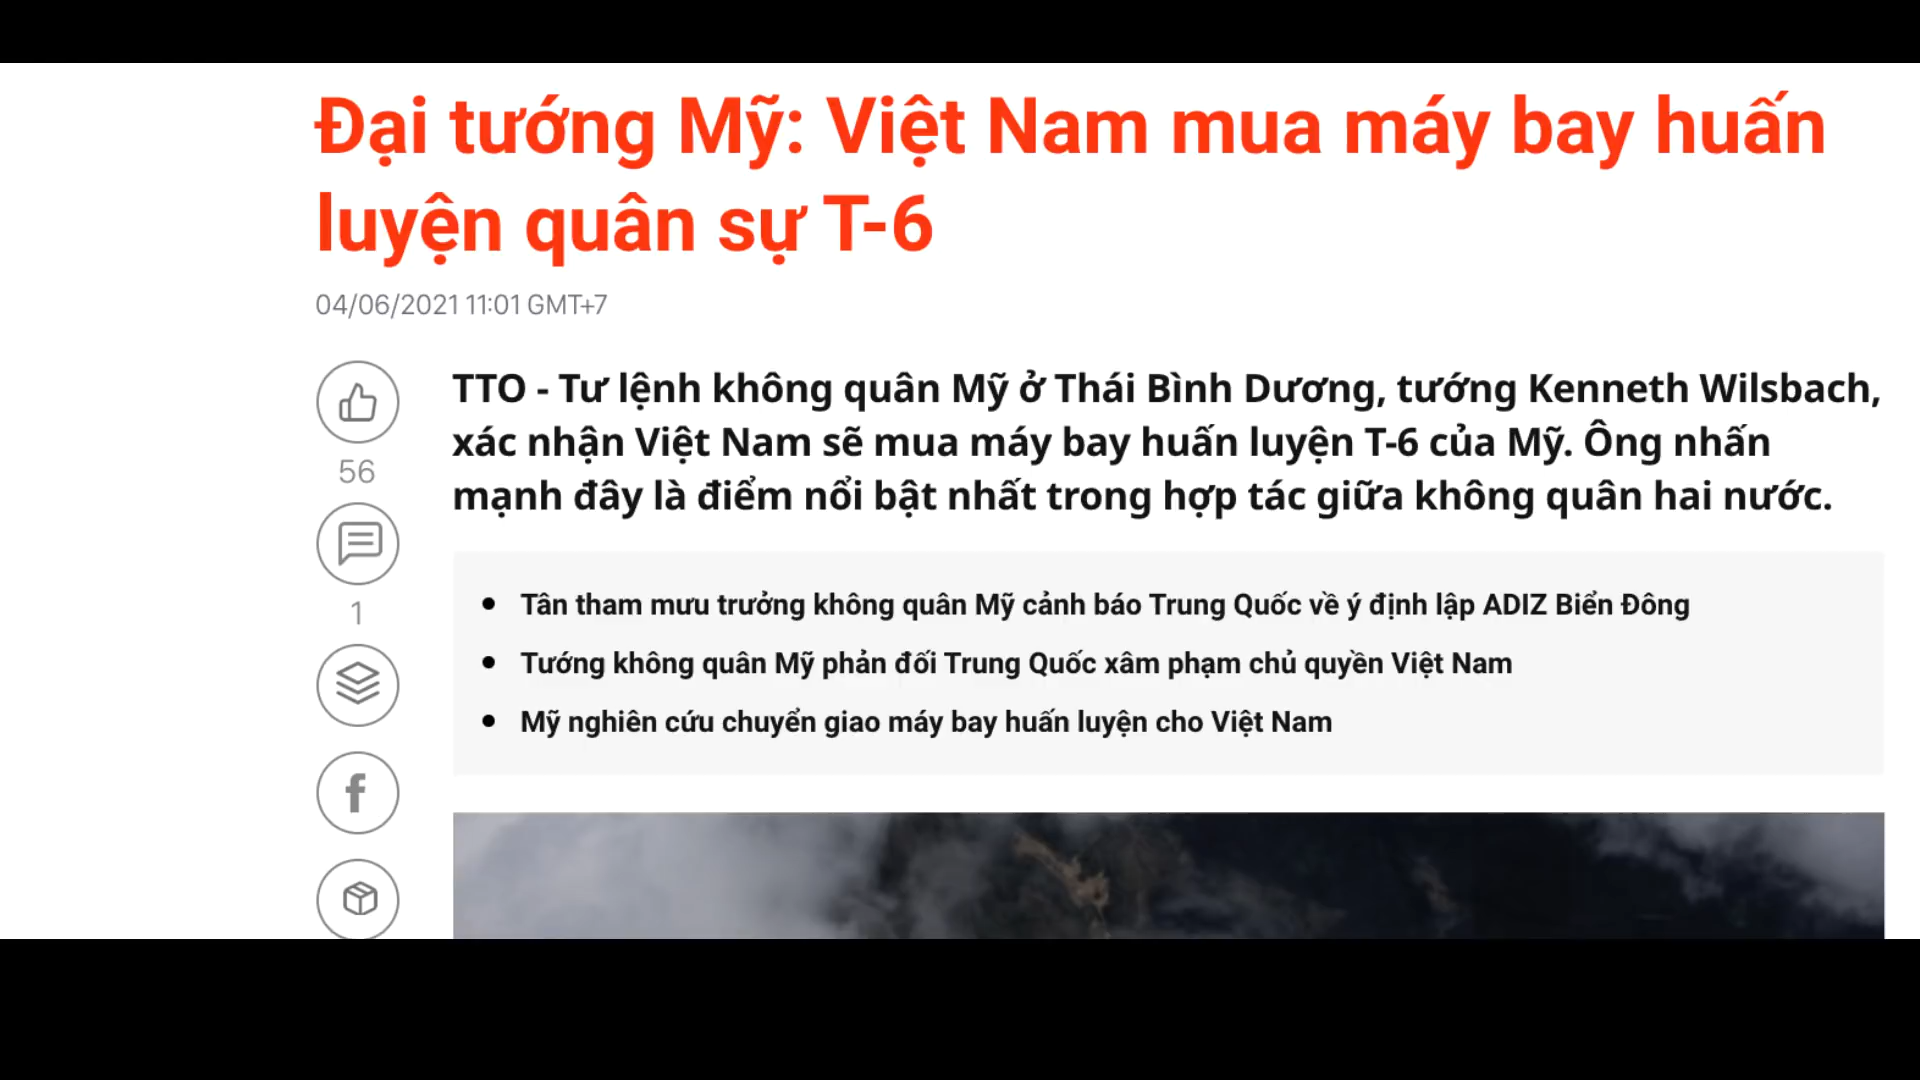 Đại tướng Mỹ: Việt Nam mua máy bay huấn
luyện quân sự T-6
04/06/2021 11:01 GMT+7
TTO - Tư lệnh không quân Mỹ ở Thái Bình Dương, tướng Kenneth Wilsbach,
xác nhận Việt Nam sẽ mua máy bay huấn luyện T-6 của Mỹ. Ông nhấn
mạnh đây là điểm nổi bật nhất trong hợp tác giữa không quân hai nước.
56
1
• Tân tham mưu trưởng không quân Mỹ cảnh báo Trung Quốc về ý định lập ADIZ Biển Đông
• Tướng không quân Mỹ phản đối Trung Quốc xâm phạm chủ quyền Việt Nam
• Mỹ nghiên cứu chuyển giao máy bay huấn luyện cho Việt Nam